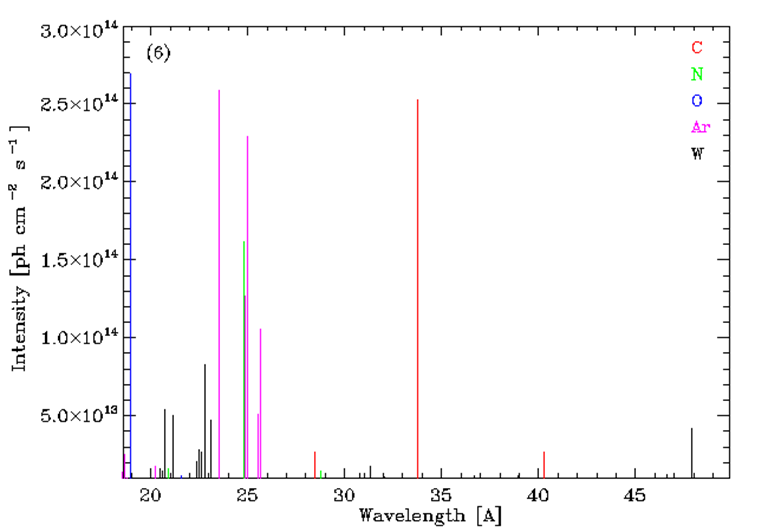 3.0×10¹⁴
(6)
C
N
2.5×10¹⁴
O
Ar
W
2.0×10¹⁴
1.5×10¹⁴
1.0×10¹⁴
5.0×10¹³
Intensity [ph cm⁻² s⁻¹]
20 25 30 35 40 45
Wavelength [A]